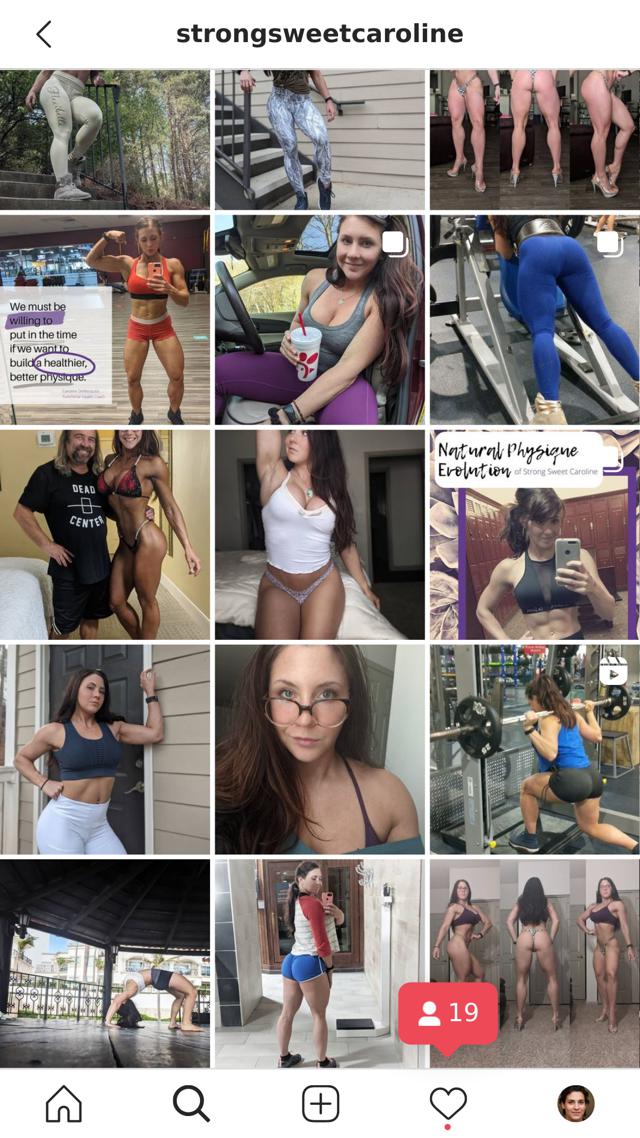 strongsweetcaroline
We must be
willing to
put in the time
if we want to
build a healthier,
better physique.
DEAD
CENTER
Natural Physique
Evolution of Strong Sweet Caroline
19